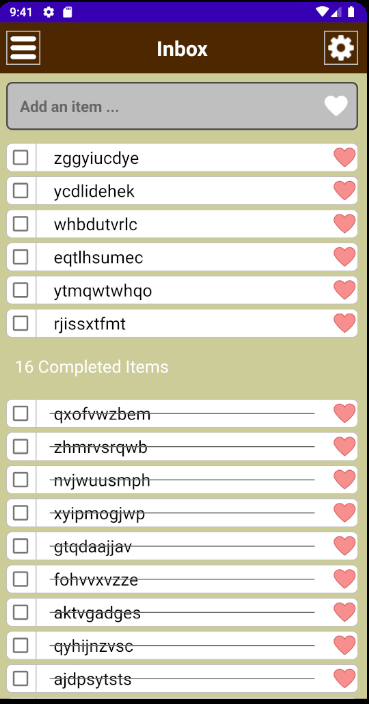 9:41
Inbox
Add an item ...
zggyiucdye
ycdlidehek
whbdutvrlc
eqtlhsumec
ytmqwtwhqo
rjissxtfmt
16 Completed Items
qxofvwzbem
zhmrvsrqwb
nvjwuusmph
xyipmogjwp
gtqdaajjav
fohvvxvzze
aktvgadges
qyhijnzvsc
ajdpsytsts